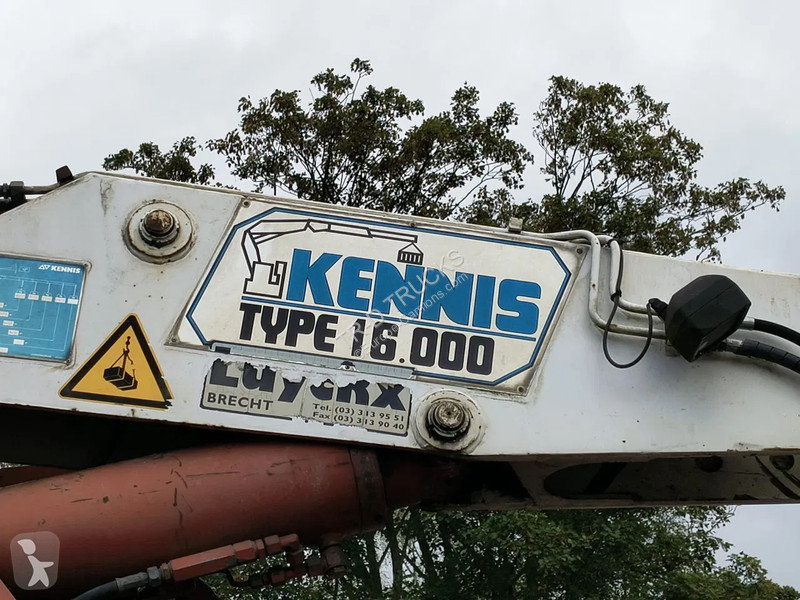 KENNIS
KENNIS
TYPE 16.000
Luyckx
BRECHT
Tel. (03) 313 95 51
Fax (03) 313 90 40